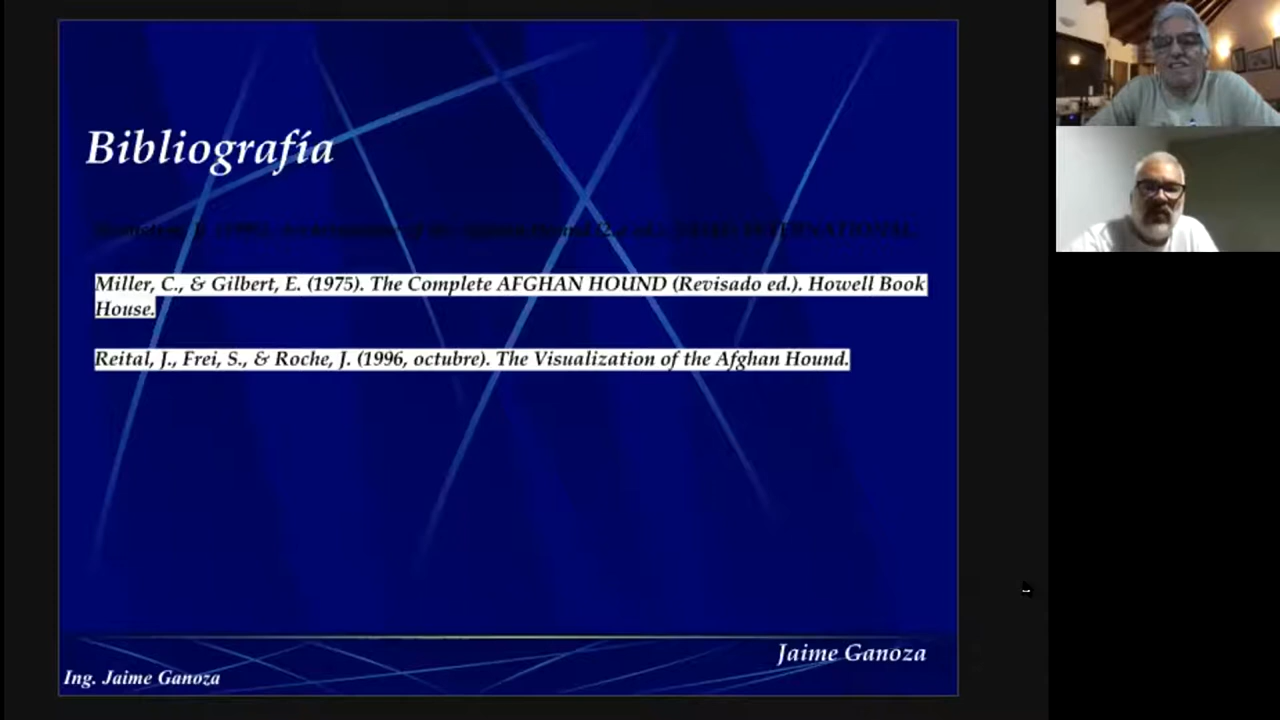 Bibliografía
Miller, C., & Gilbert, E. (1975). The Complete AFGHAN HOUND (Revisado ed.). Howell Book
House.
Reital, J., Frei, S., & Roche, J. (1996, octubre). The Visualization of the Afghan Hound.
Jaime Ganoza
Ing. Jaime Ganoza